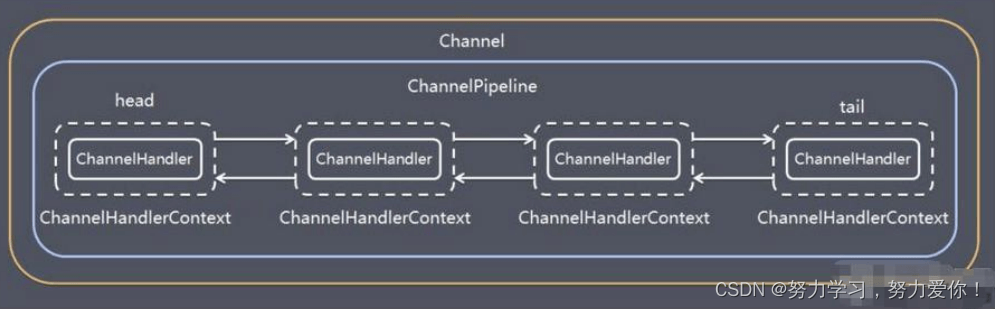 Channel
ChannelPipeline
head
tail
ChannelHandler
ChannelHandler
ChannelHandler
ChannelHandler
ChannelHandlerContext
ChannelHandlerContext
ChannelHandlerContext
ChannelHandlerContext
CSDN @努力学习，努力爱你！